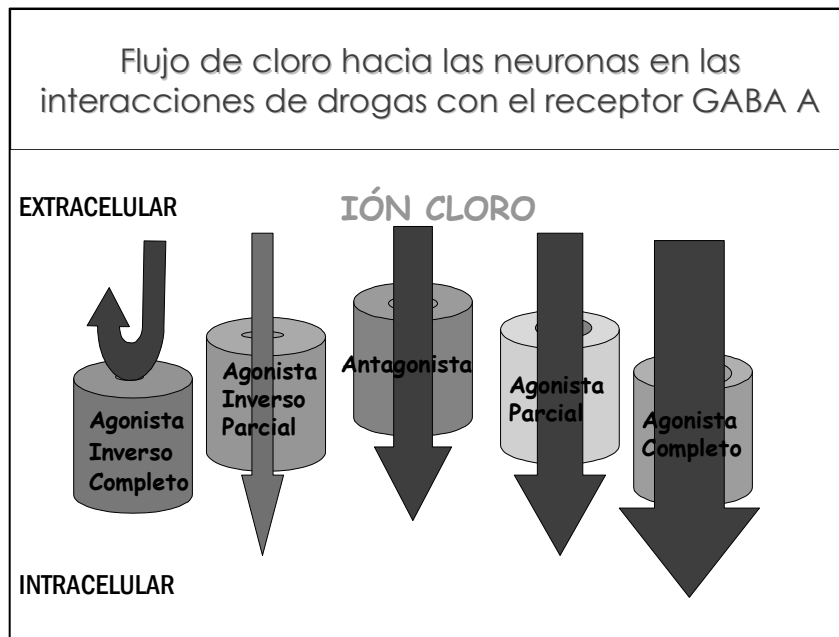 Flujo de cloro hacia las neuronas en las
interacciones de drogas con el receptor GABA A
EXTRACELULAR
IÓN CLORO
Agonista
Inverso
Completo
Agonista
Inverso
Parcial
Antagonista
Agonista
Parcial
Agonista
Completo
INTRACELULAR